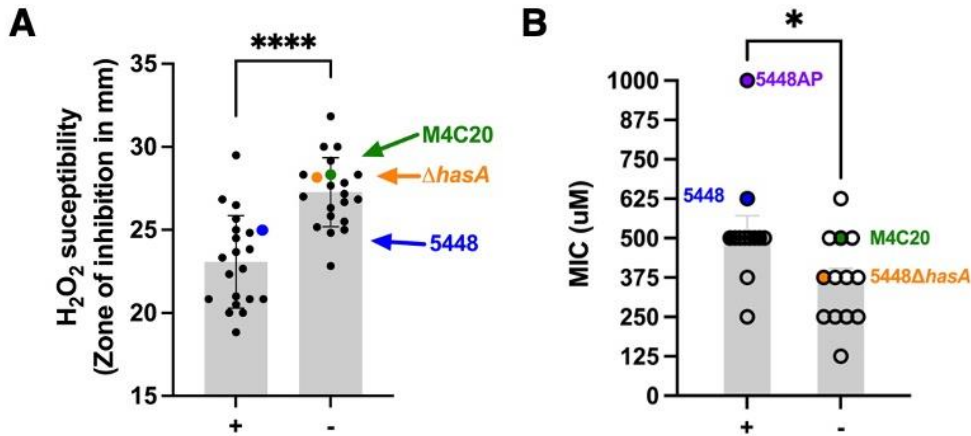 A
H2O2 suceptibility
(Zone of inhibition in mm)
35
30
25
20
15
****
M4C20
ΔhasA
5448
+ -
B
MIC (uM)
1000
875
750
625
500
375
250
125
0
*
5448AP
5448
M4C20
5448ΔhasA
+ -